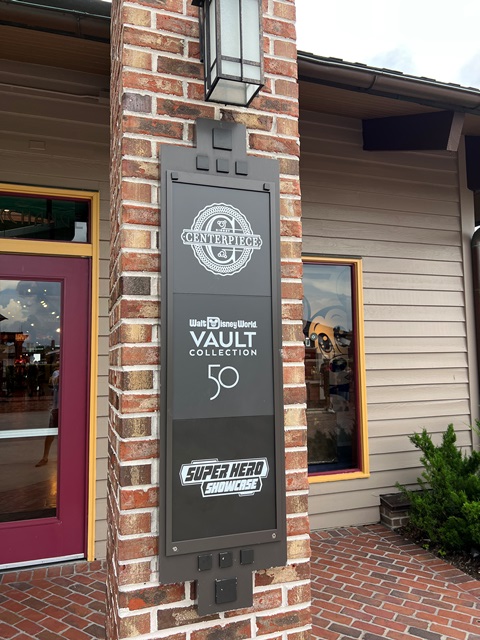 CENTERPIECE
Walt Disney World.
VAULT
COLLECTION
50
SUPER HERO
SHOWCASE